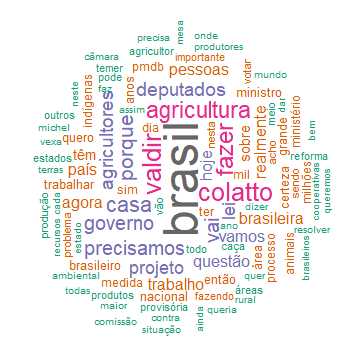 mesa
precisa onde
câmara produtores
temer agricultor importante
pode pmdb pessoas votar
faz anos mundo
neste indígenas deputados ministro
outros assim agricultura meio dar
michel quero dia nesta ministério
vexa agricultores porque valdir brasil fazer hoje sobre realmente grande bem
estados têm acho reforma
terras país mil certeza sendo milhões cooperativas
trabalhar sim colatto queremos
produção agora casa vão ter lei dizer brasileira
recursos cada problema governo vai vamos ano resolver
estado precisamos todo caça animais brasileiros
brasileiro questão área processo
ambiental projeto então quer
todas medida trabalho áreas
produtos nacional fazendo rural
maior provisória queria
comissão contra ainda
situação